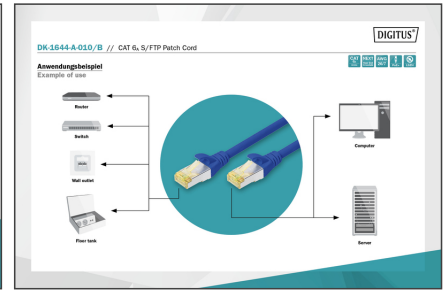 DIGITUS®
DK-1644-A-010/B // CAT 6A S/FTP Patch Cord
Anwendungsbeispiel
Example of use
Router
Switch
Wall outlet
Floor tank
Computer
Server